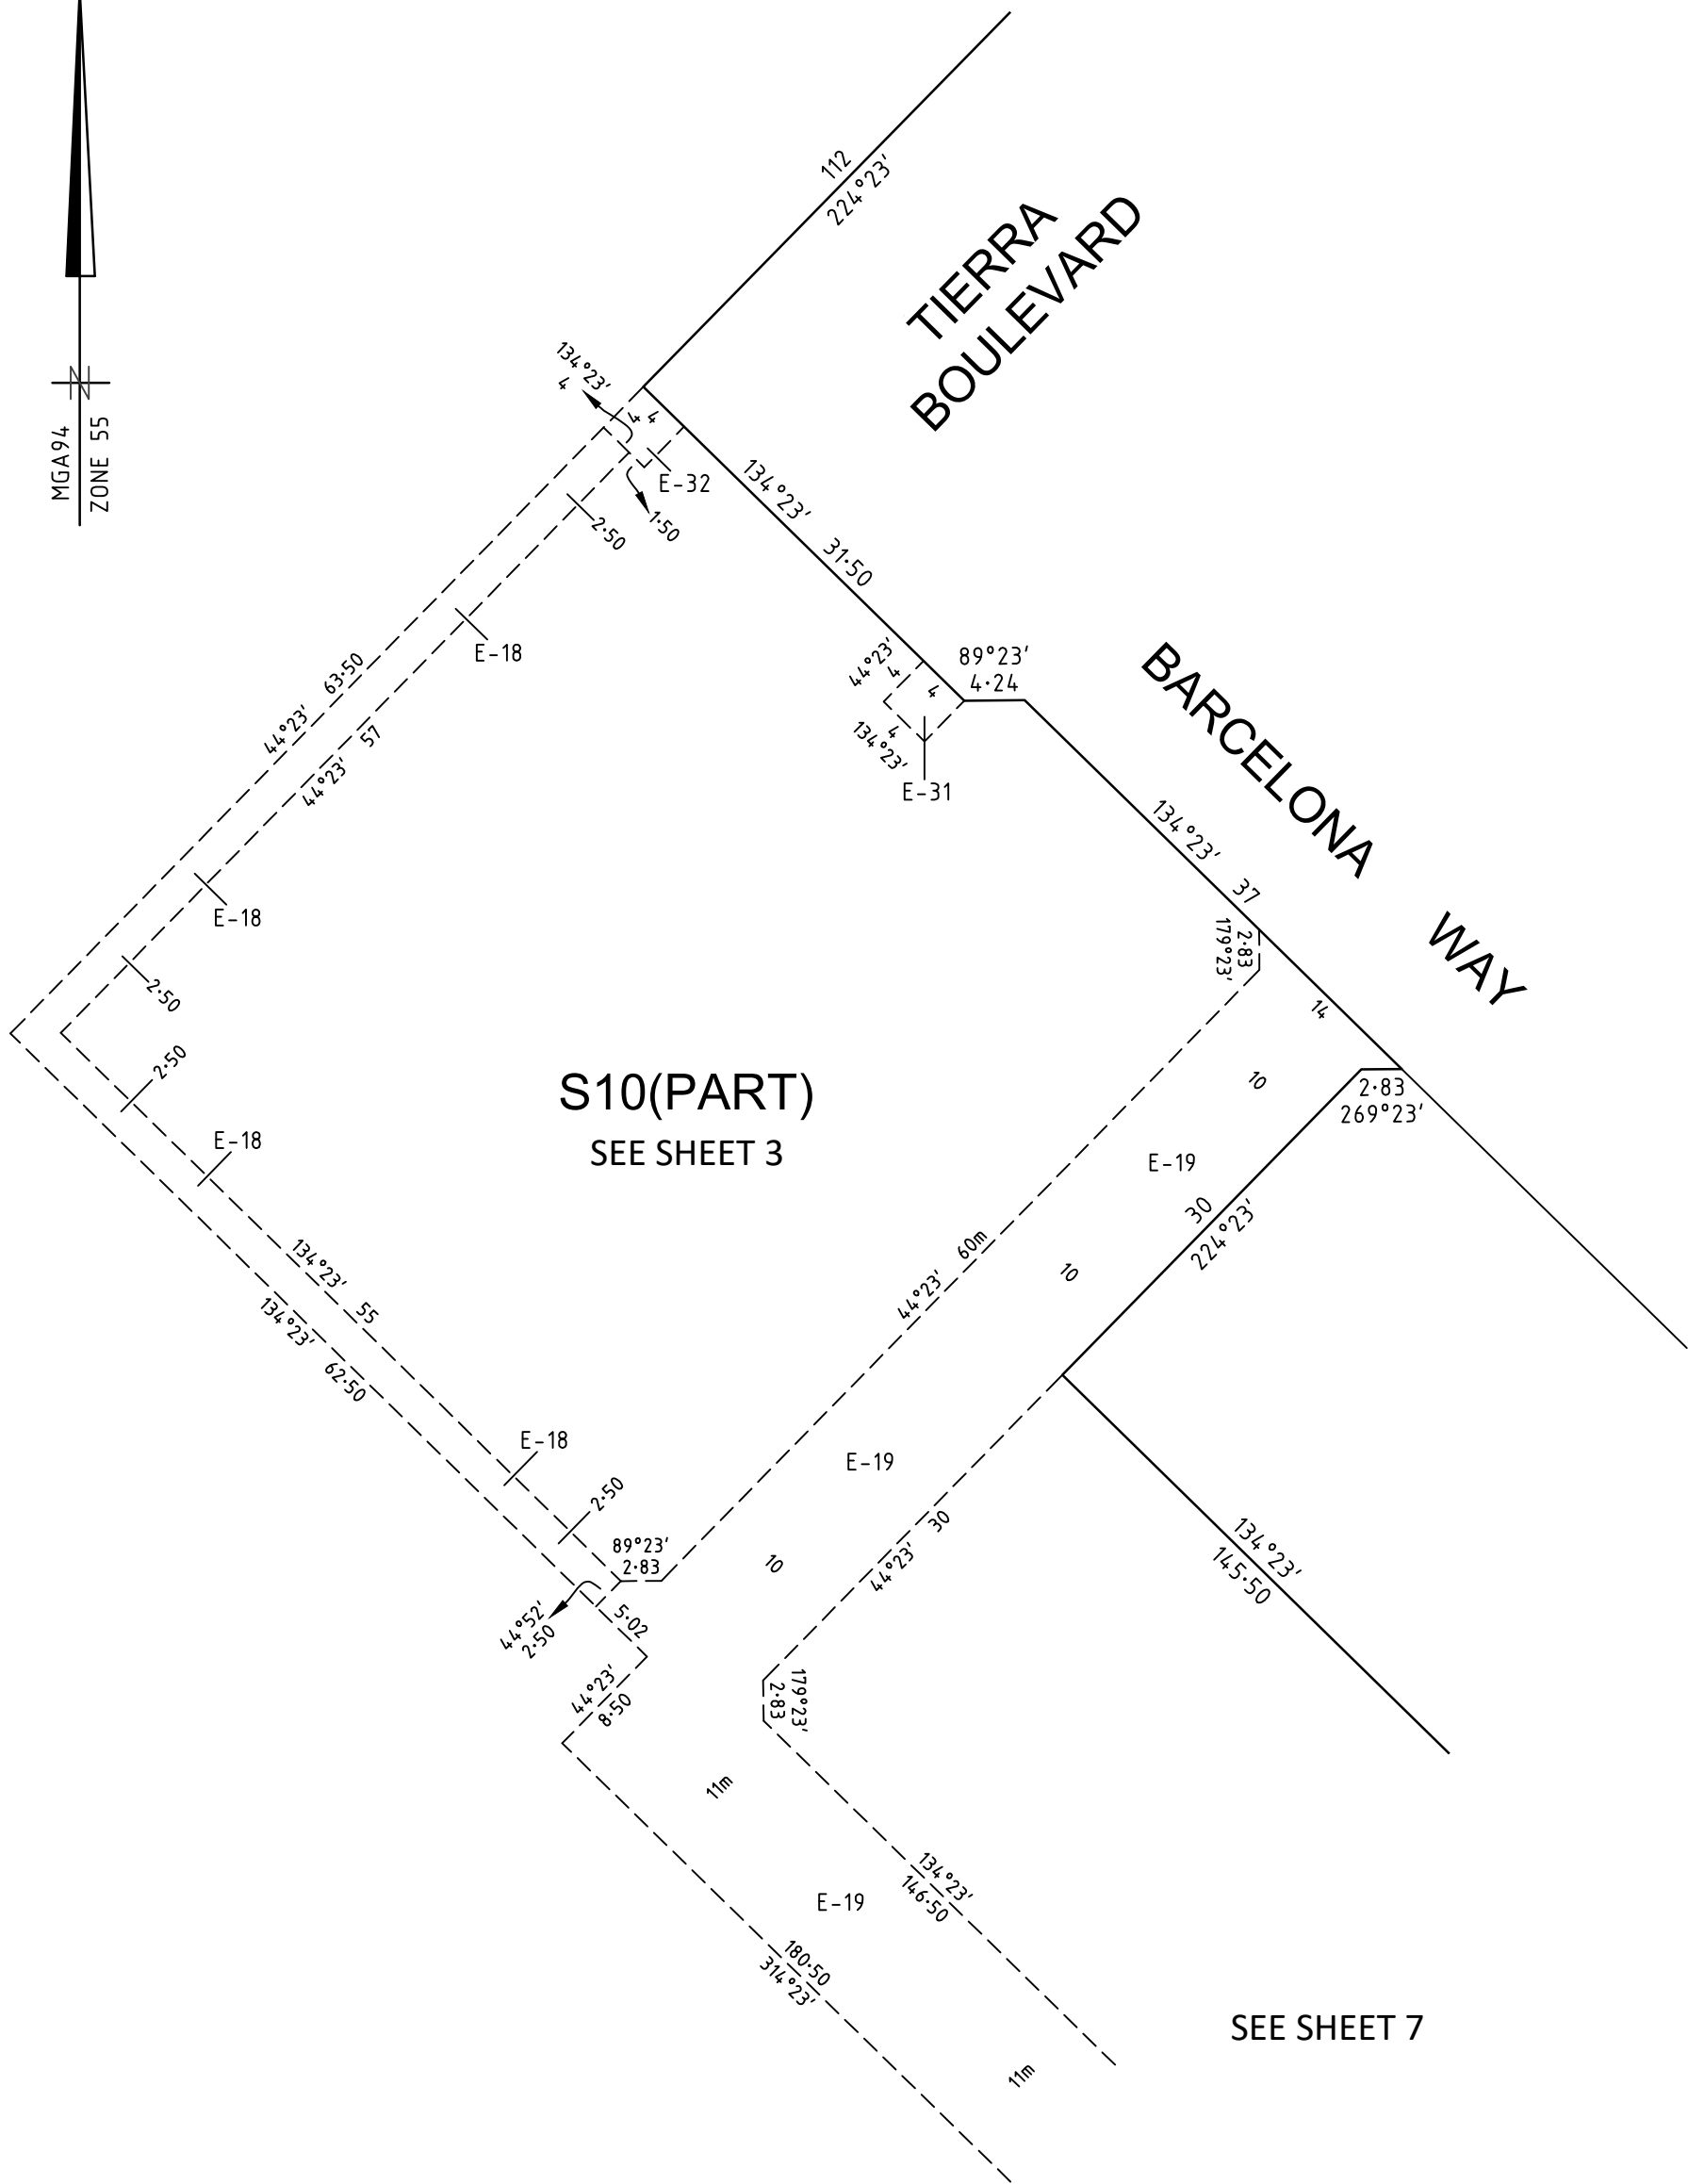 112
224°23'
TIERRA
BOULEVARD
134°23'
4
4
4
E-32
MGA94
ZONE 55
2·50
1·50
134°23'
31·50
E-18
63·50
44°23'
57
44°23'
44°23'
4
4
4
134°23'
E-31
89°23'
4·24
BARCELONA
WAY
134°23'
37
E-18
2·83
179°23'
2·50
14
2·50
S10(PART)
SEE SHEET 3
10
2·83
269°23'
E-18
E-19
30
224°23'
60m
44°23'
10
134°23'
55
134°23'
62·50
E-18
E-19
2·50
30
44°23'
89°23'
2·83
10
134°23'
145·50
44°52'
2·50
5·02
44°23'
8·50
179°23'
2·83
11m
134°23'
146·50
E-19
180·50
314°23'
SEE SHEET 7
11m